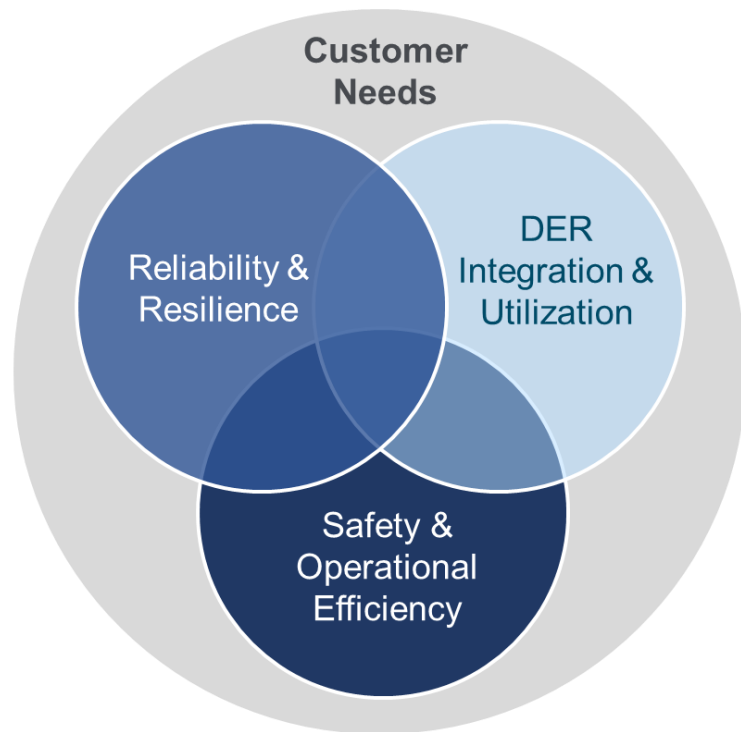 Customer
Needs
Reliability &
Resilience
DER
Integration &
Utilization
Safety &
Operational
Efficiency